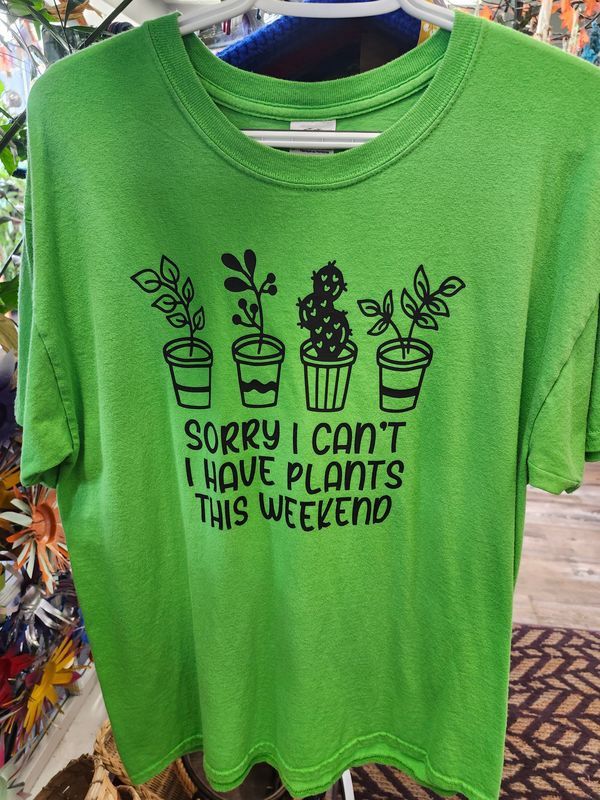 SORRY I CAN'T
I HAVE PLANTS
THIS WEEKEND